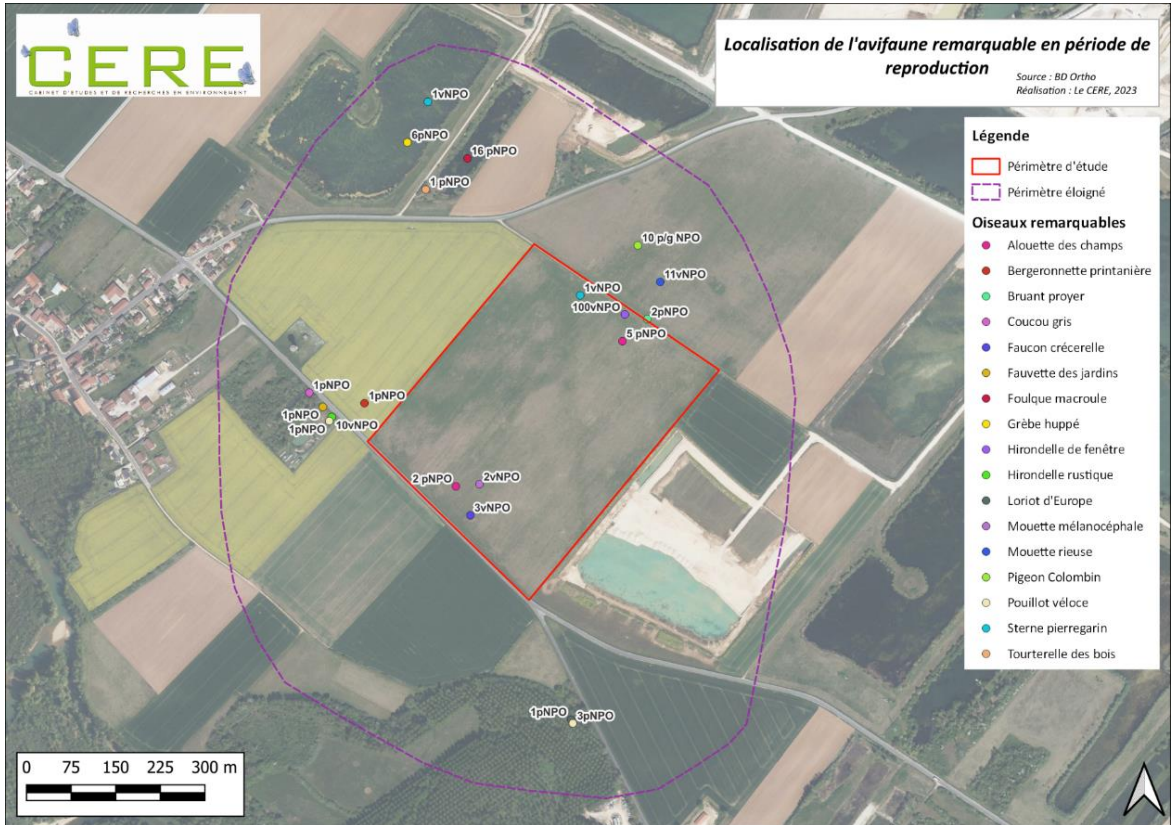 CERE
CABINET D'ÉTUDES ET DE RECHERCHES EN ENVIRONNEMENT
Localisation de l'avifaune remarquable en période de
reproduction
Source : BD Ortho
Réalisation : Le CERE, 2023
Légende
Périmètre d'étude
Périmètre éloigné
Oiseaux remarquables
Alouette des champs
Bergeronnette printanière
Bruant proyer
Coucou gris
Faucon crécerelle
Fauvette des jardins
Foulque macroule
Grèbe huppé
Hirondelle de fenêtre
Hirondelle rustique
Loriot d'Europe
Mouette mélanocéphale
Mouette rieuse
Pigeon Colombin
Pouillot véloce
Sterne pierregarin
Tourterelle des bois
1vNPO
6pNPO
16 pNPO
1 pNPO
10 p/g NPO
11vNPO
1vNPO
100vNPO
2pNPO
5 pNPO
1pNPO
1pNPO
1pNPO
1pNPO
10vNPO
2 pNPO
2vNPO
3vNPO
1pNPO
3pNPO
0 75 150 225 300 m